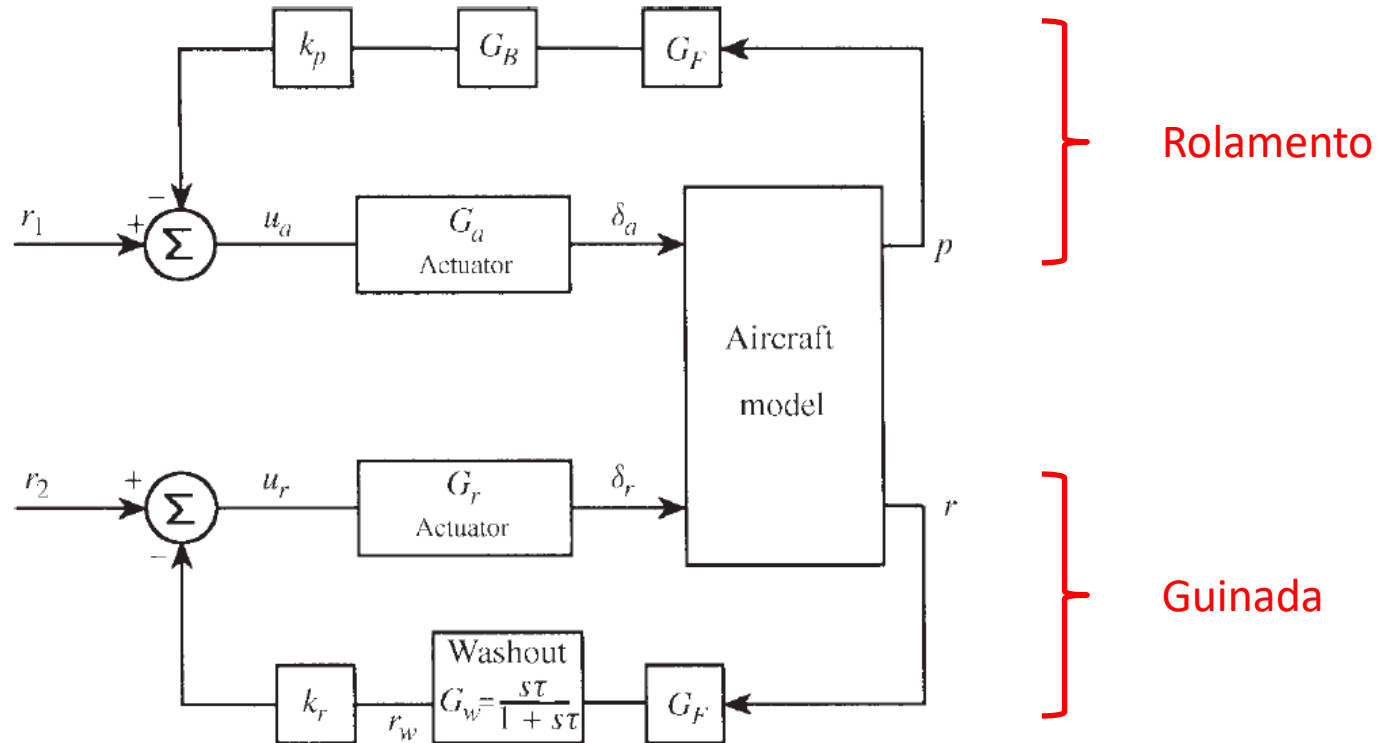 k_p
G_B
G_F
Rolamento
−
r_1
+
Σ
u_a
G_a
Actuator
δ_a
p
Aircraft
model
r_2
+
Σ
u_r
G_r
Actuator
δ_r
r
−
Guinada
k_r
r_w
Washout
G_w = sτ / (1 + sτ)
G_F